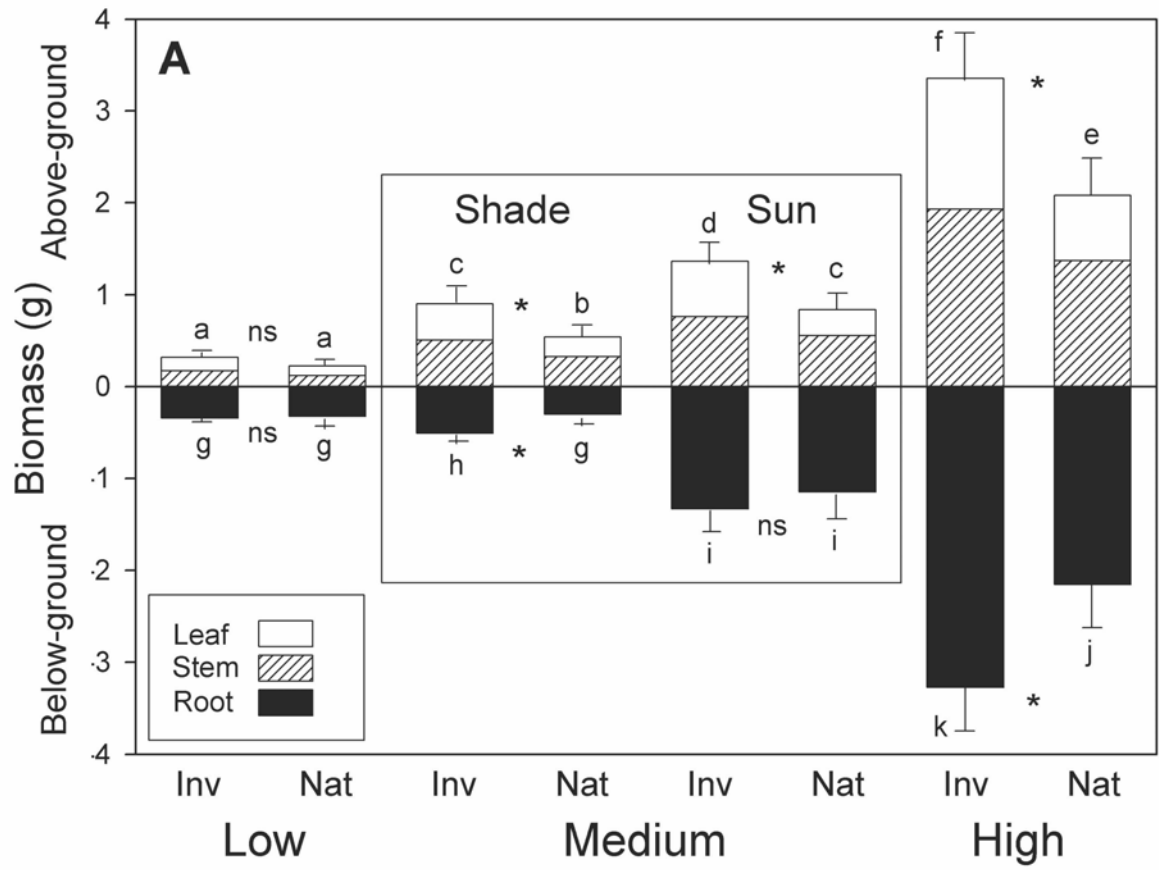 A
4
3
2
1
0
-1
-2
-3
-4
Above-ground
Biomass (g)
Below-ground
Shade
Sun
a
ns
a
c
*
b
d
*
c
f
*
e
g
ns
g
h
*
g
i
ns
i
k
*
j
Leaf
Stem
Root
Inv Nat Inv Nat Inv Nat Inv Nat
Low Medium High